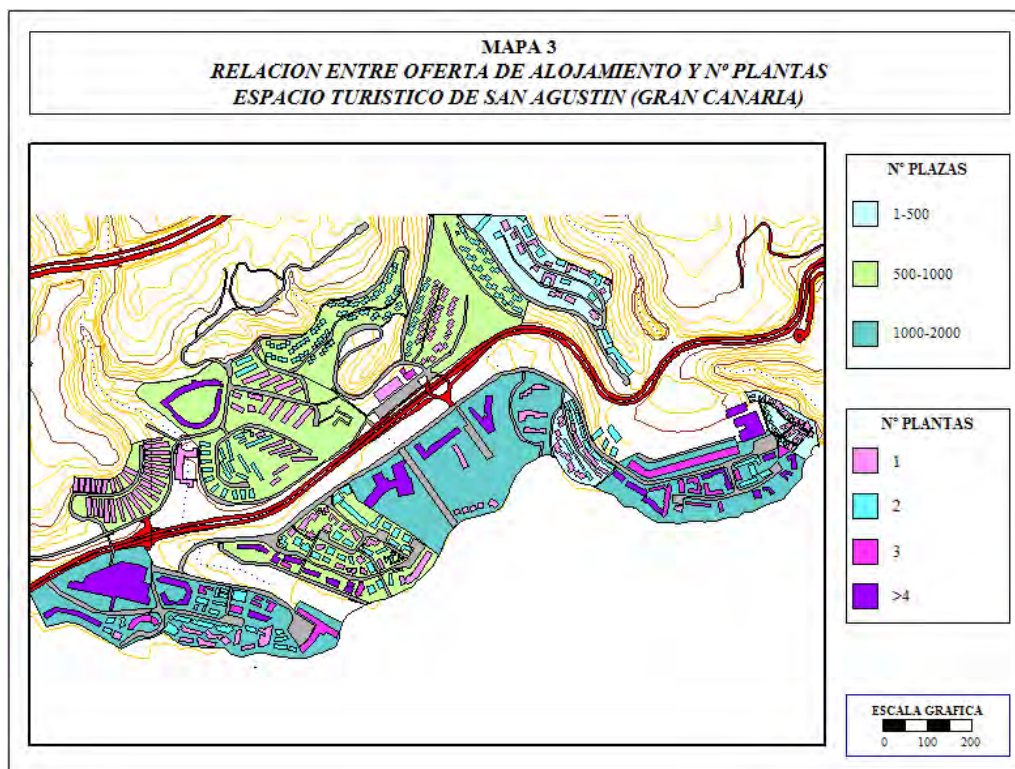 MAPA 3
RELACION ENTRE OFERTA DE ALOJAMIENTO Y Nº PLANTAS
ESPACIO TURISTICO DE SAN AGUSTIN (GRAN CANARIA)
Nº PLAZAS
1-500
500-1000
1000-2000
Nº PLANTAS
1
2
3
>4
ESCALA GRAFICA
0 100 200